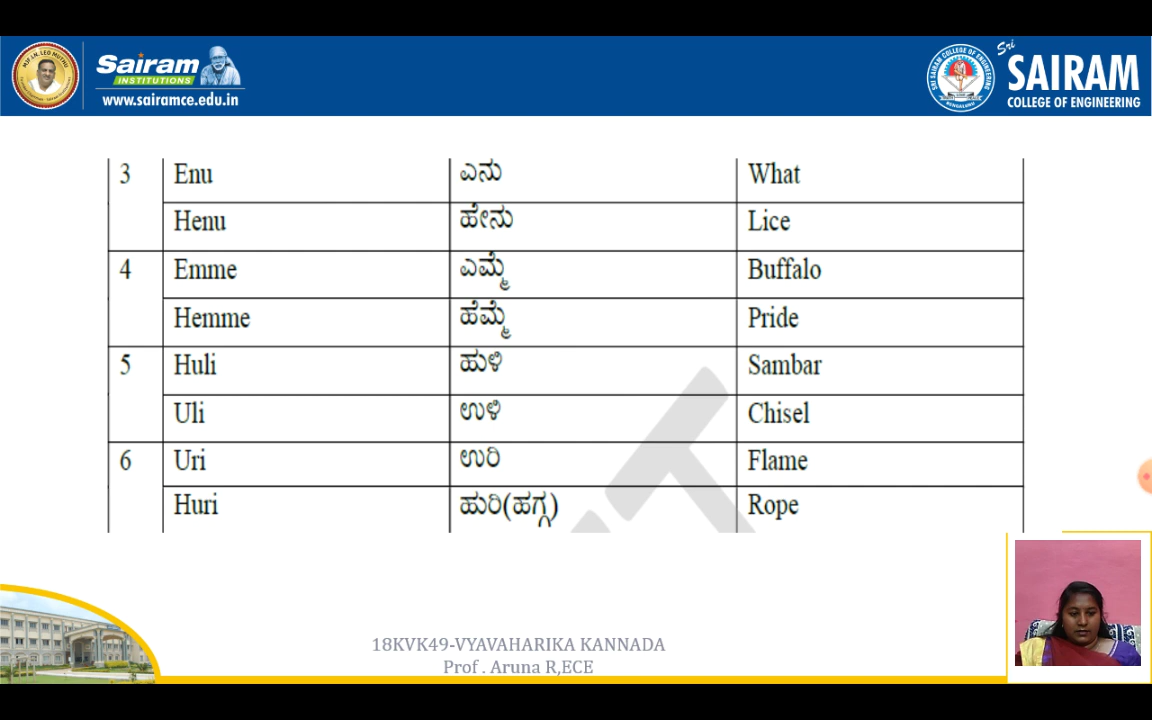 Sairam
INSTITUTIONS
www.sairamce.edu.in
Sri
SAIRAM
COLLEGE OF ENGINEERING
3 Enu ಎನು What
Henu ಹೇನು Lice
4 Emme ಎಮ್ಮೆ Buffalo
Hemme ಹೆಮ್ಮೆ Pride
5 Huli ಹುಳಿ Sambar
Uli ಉಳಿ Chisel
6 Uri ಉರಿ Flame
Huri ಹುರಿ(ಹಗ್ಗ) Rope
18KVK49-VYAVAHARIKA KANNADA
Prof . Aruna R,ECE